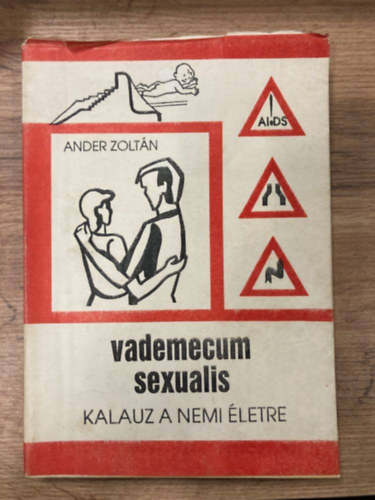 ANDER ZOLTÁN
AIDS
vademecum
sexualis
KALAUZ A NEMI ÉLETRE